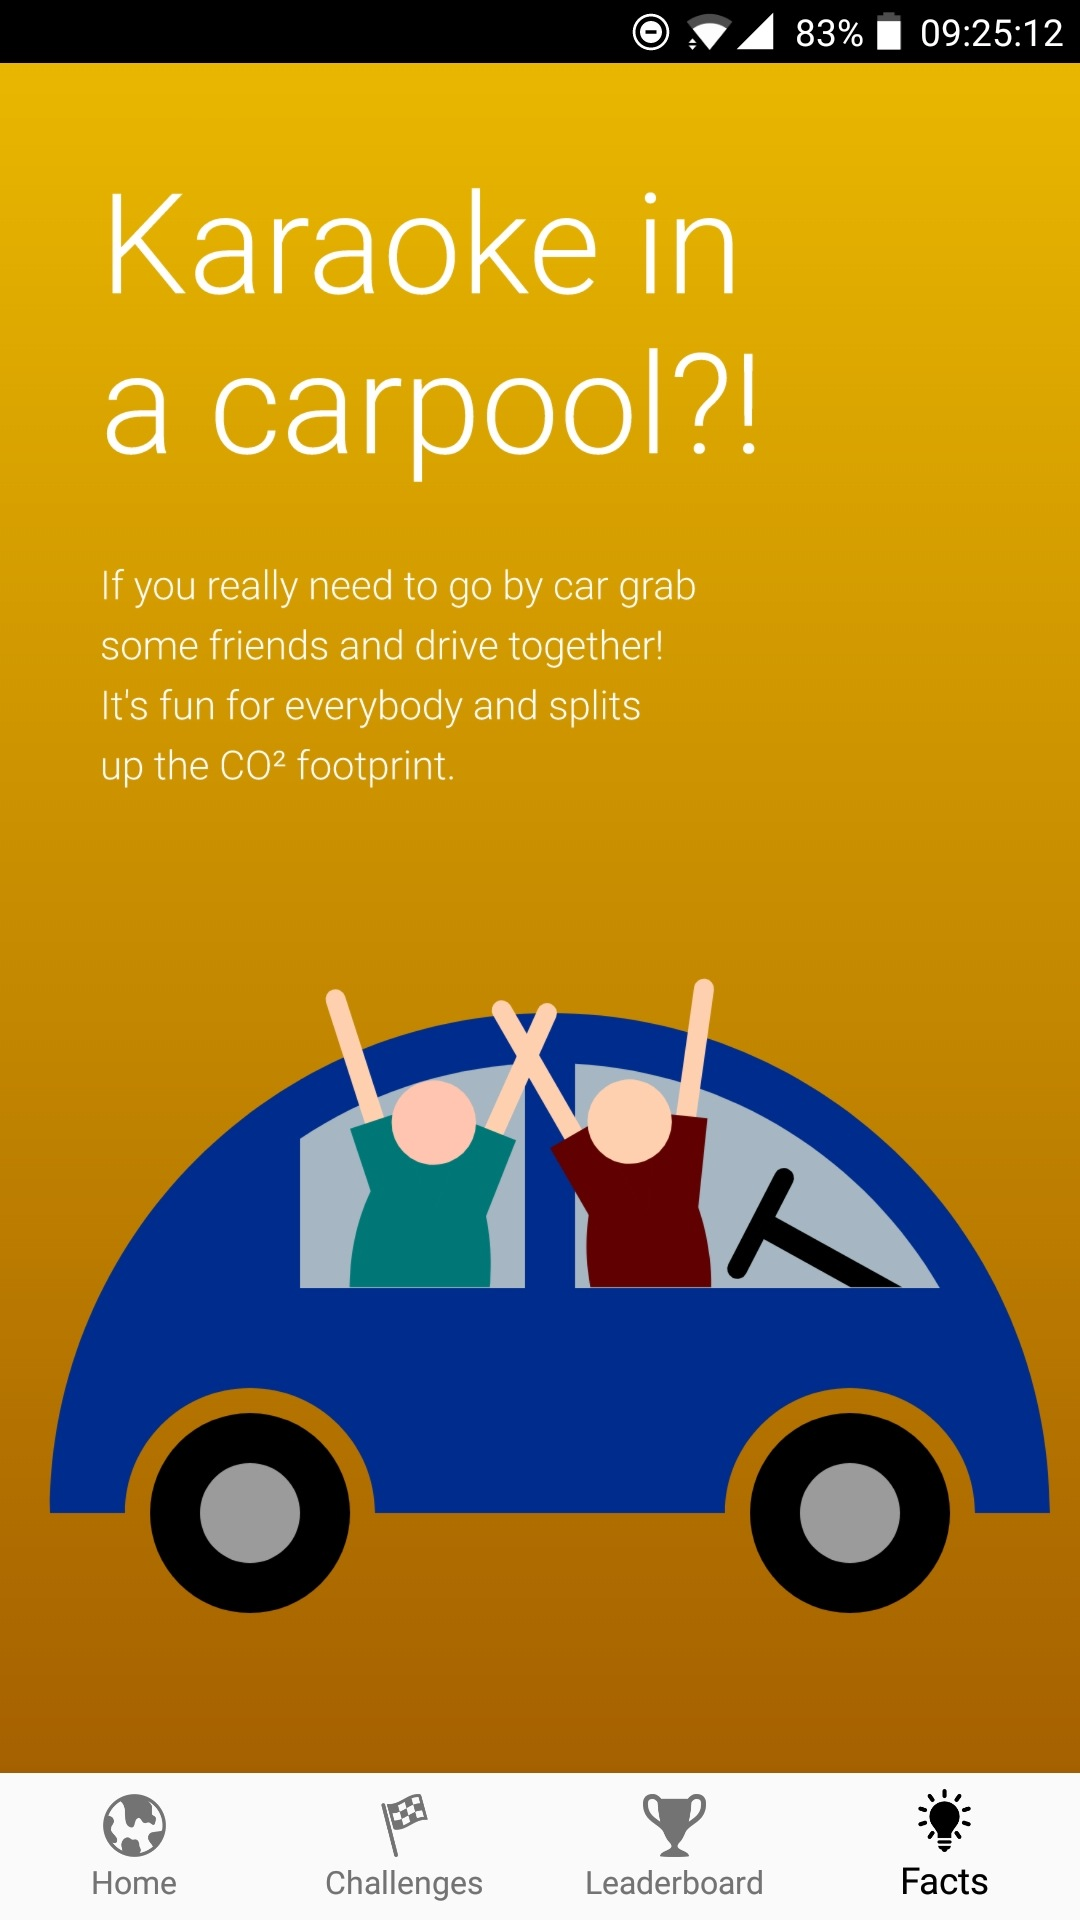 83% 09:25:12
Karaoke in
a carpool?!
If you really need to go by car grab
some friends and drive together!
It's fun for everybody and splits
up the CO² footprint.
Home Challenges Leaderboard Facts